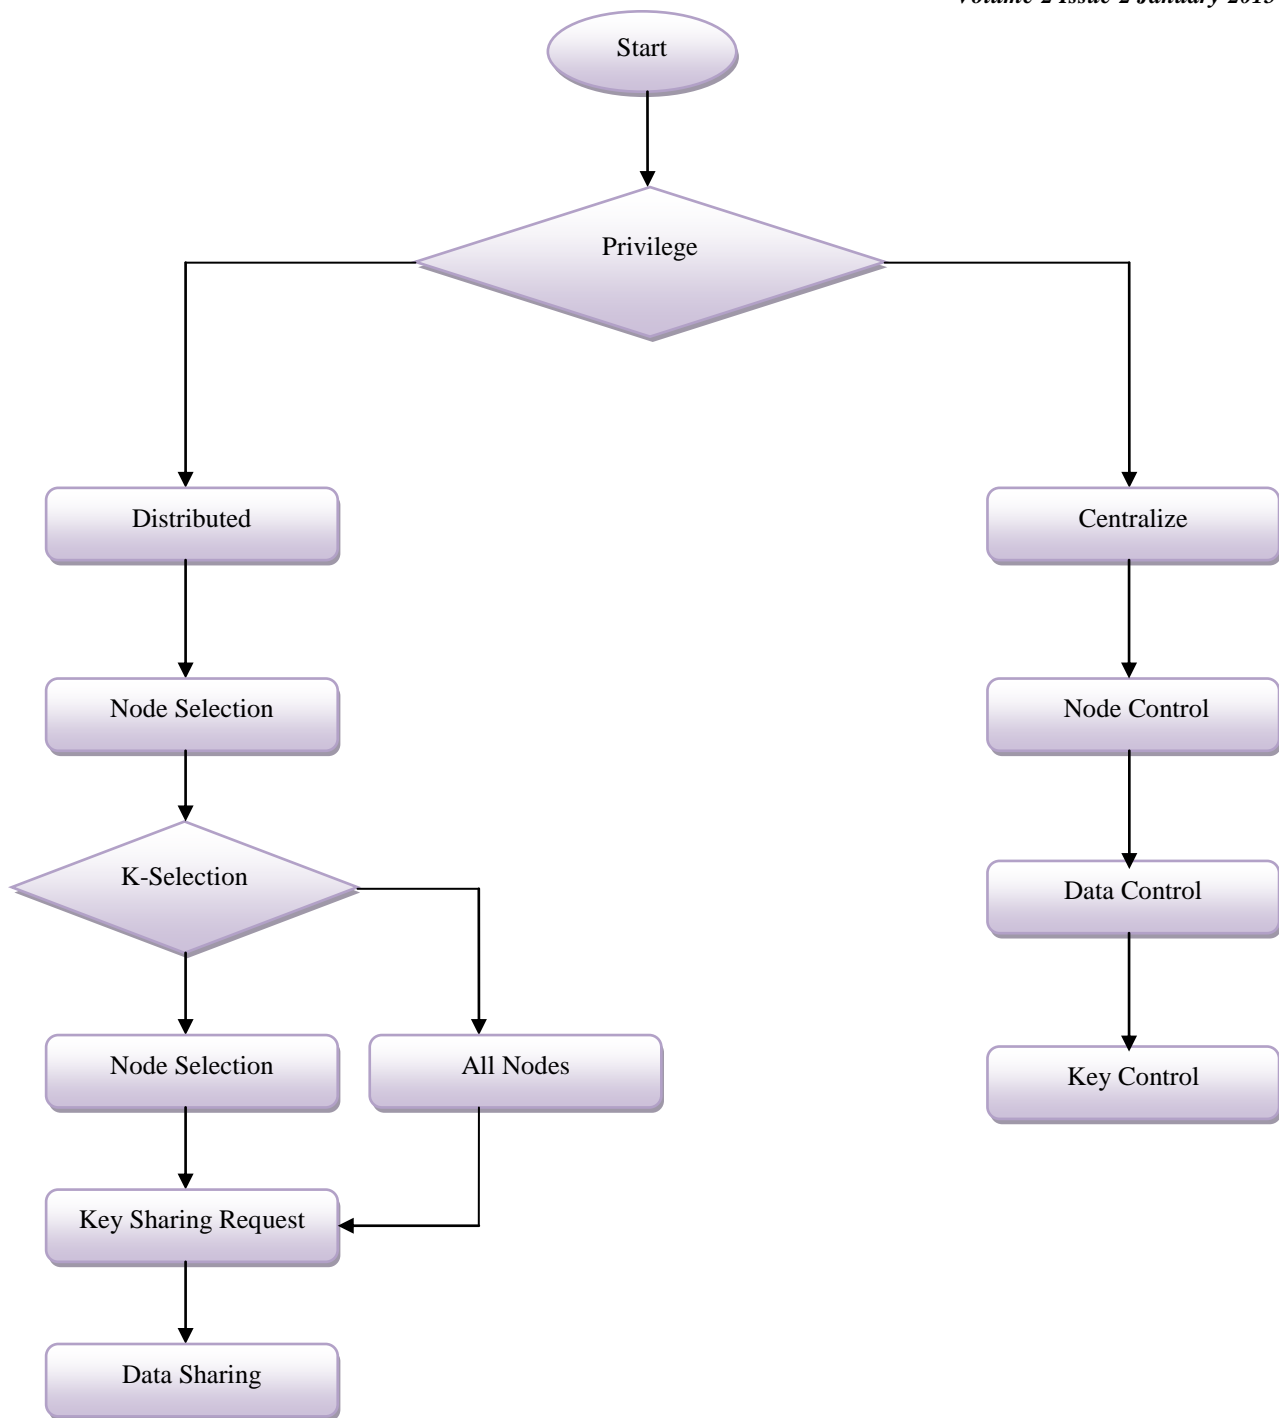 Volume 2 Issue 2 January 2013
Start
Privilege
Distributed
Centralize
Node Selection
Node Control
K-Selection
Data Control
Node Selection
All Nodes
Key Control
Key Sharing Request
Data Sharing